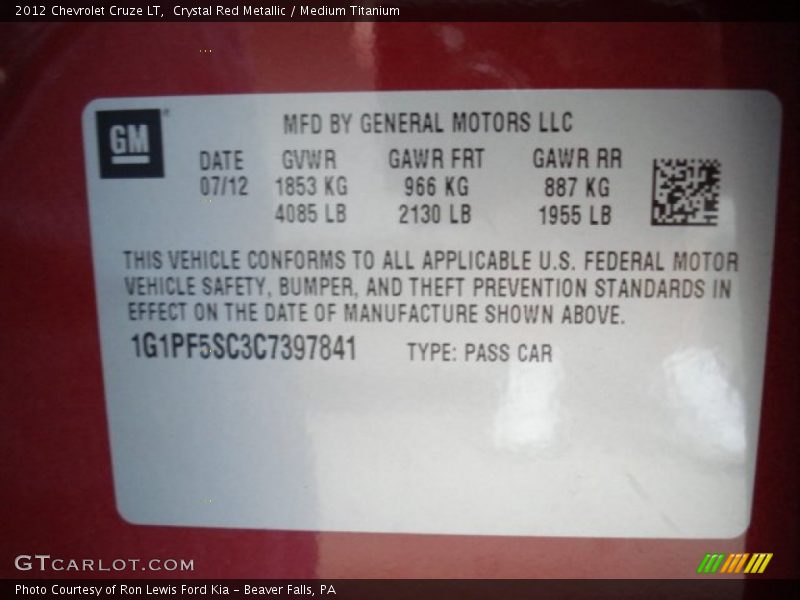 2012 Chevrolet Cruze LT, Crystal Red Metallic / Medium Titanium
GM
MFD BY GENERAL MOTORS LLC
DATE GVWR GAWR FRT GAWR RR
07/12 1853 KG 966 KG 887 KG
4085 LB 2130 LB 1955 LB
THIS VEHICLE CONFORMS TO ALL APPLICABLE U.S. FEDERAL MOTOR
VEHICLE SAFETY, BUMPER, AND THEFT PREVENTION STANDARDS IN
EFFECT ON THE DATE OF MANUFACTURE SHOWN ABOVE.
1G1PF5SC3C7397841 TYPE: PASS CAR
GTCARLOT.COM
Photo Courtesy of Ron Lewis Ford Kia - Beaver Falls, PA